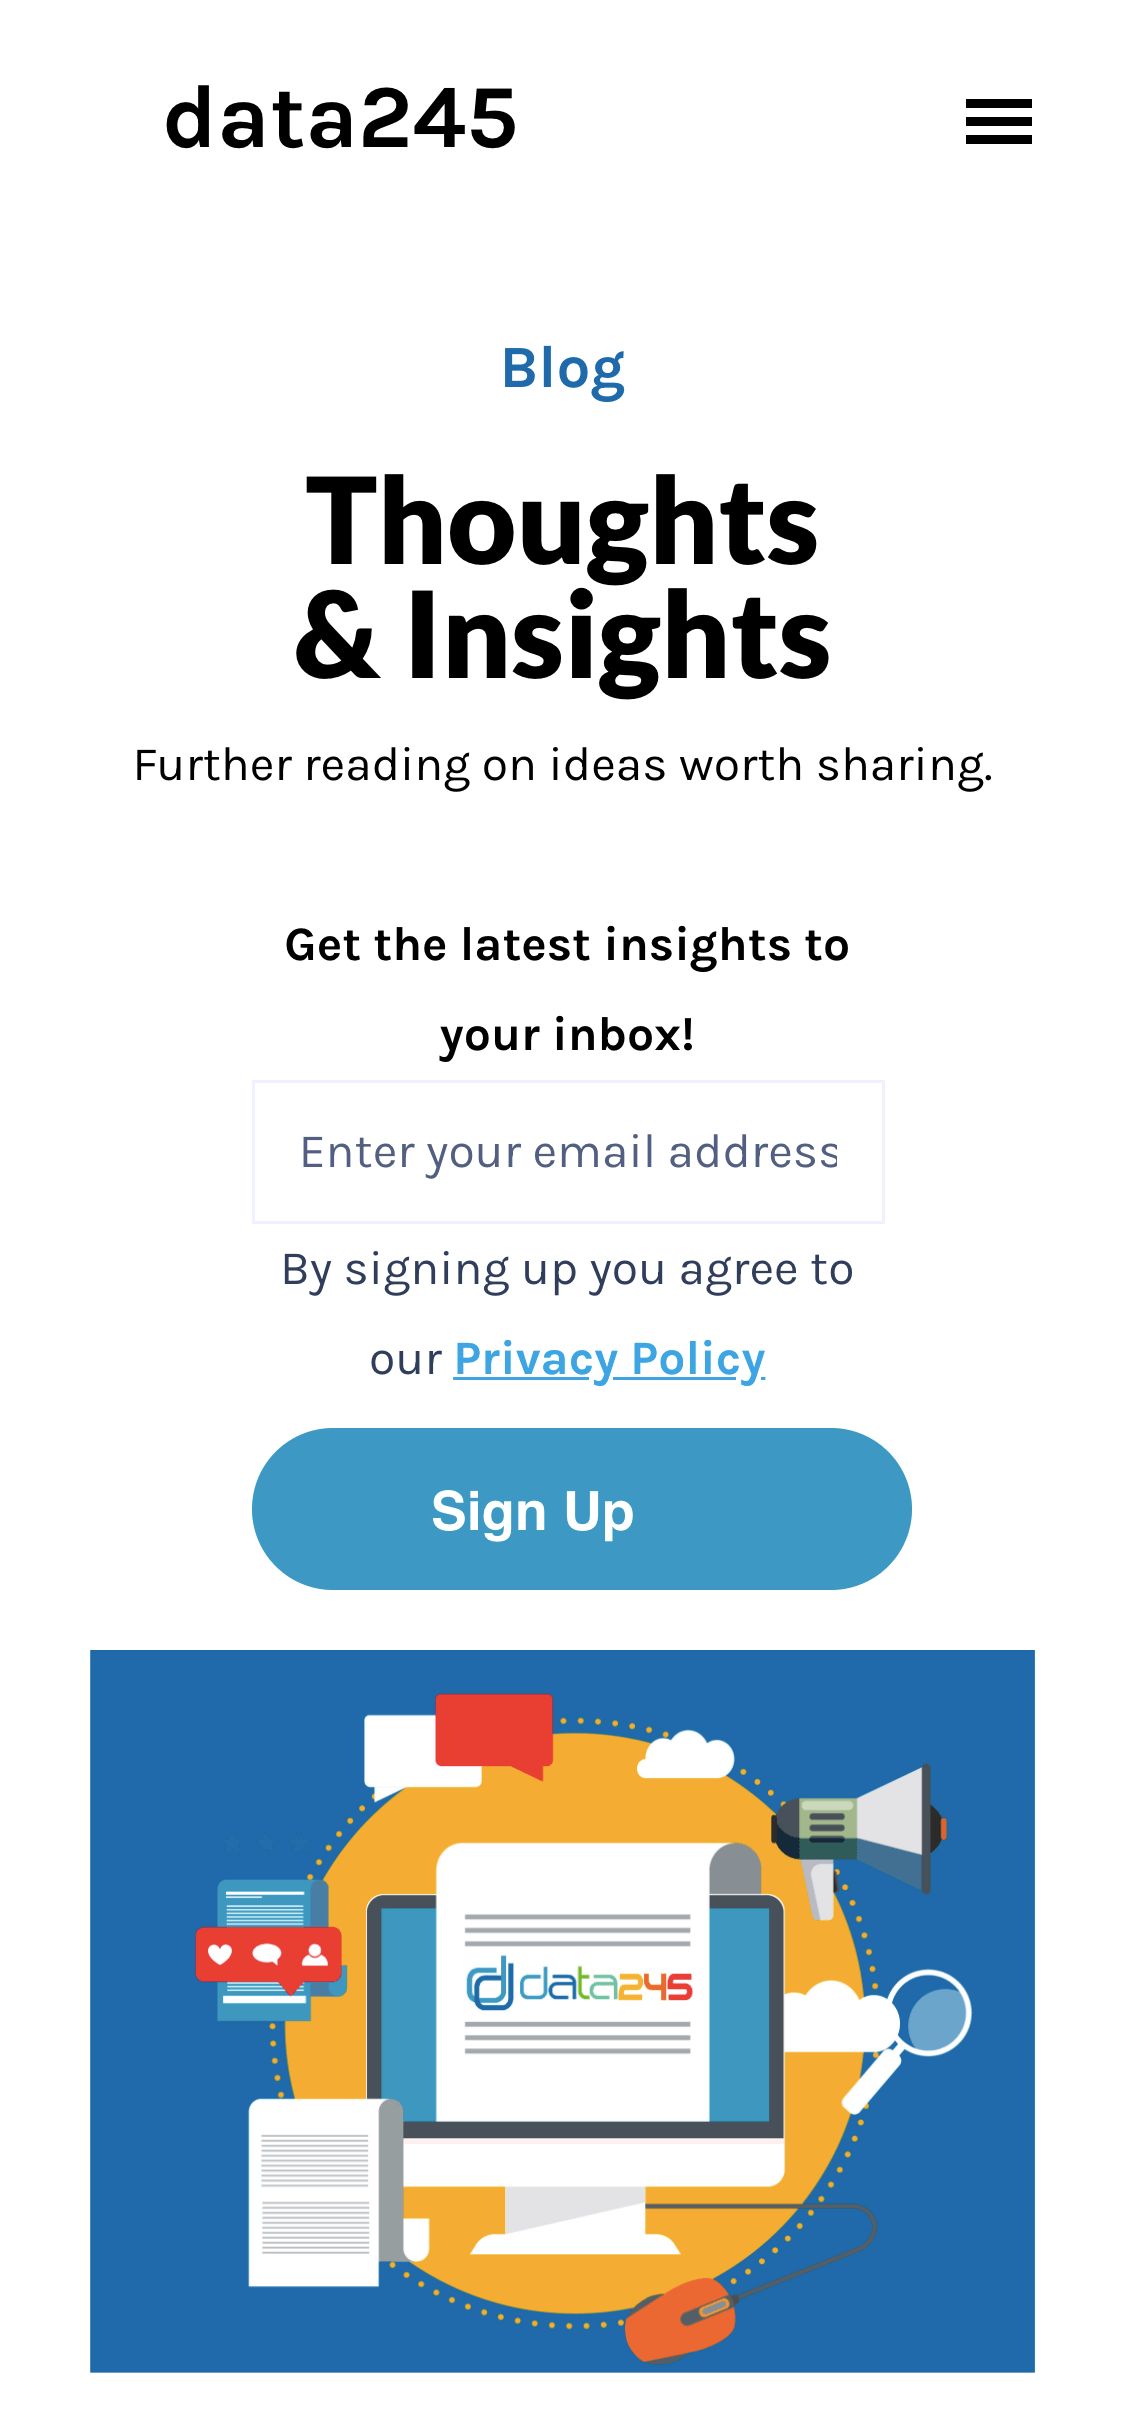 data245
Blog
Thoughts
& Insights
Further reading on ideas worth sharing.
Get the latest insights to
your inbox!
Enter your email address
By signing up you agree to
our Privacy Policy
Sign Up
data245